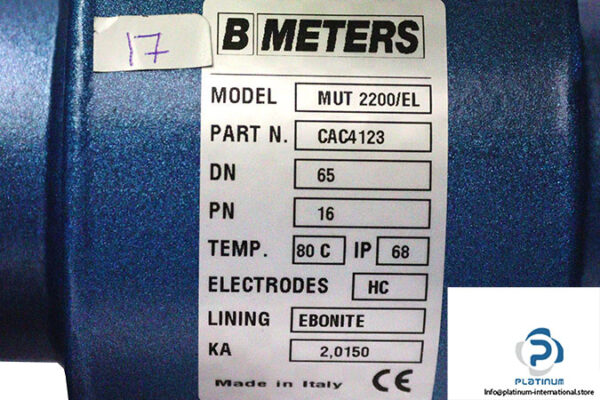 17
B METERS
MODEL MUT 2200/EL
PART N. CAC4123
DN 65
PN 16
TEMP. 80 C IP 68
ELECTRODES HC
LINING EBONITE
KA 2,0150
Made in Italy CE
PLATINUM
Info@platinum-international.store